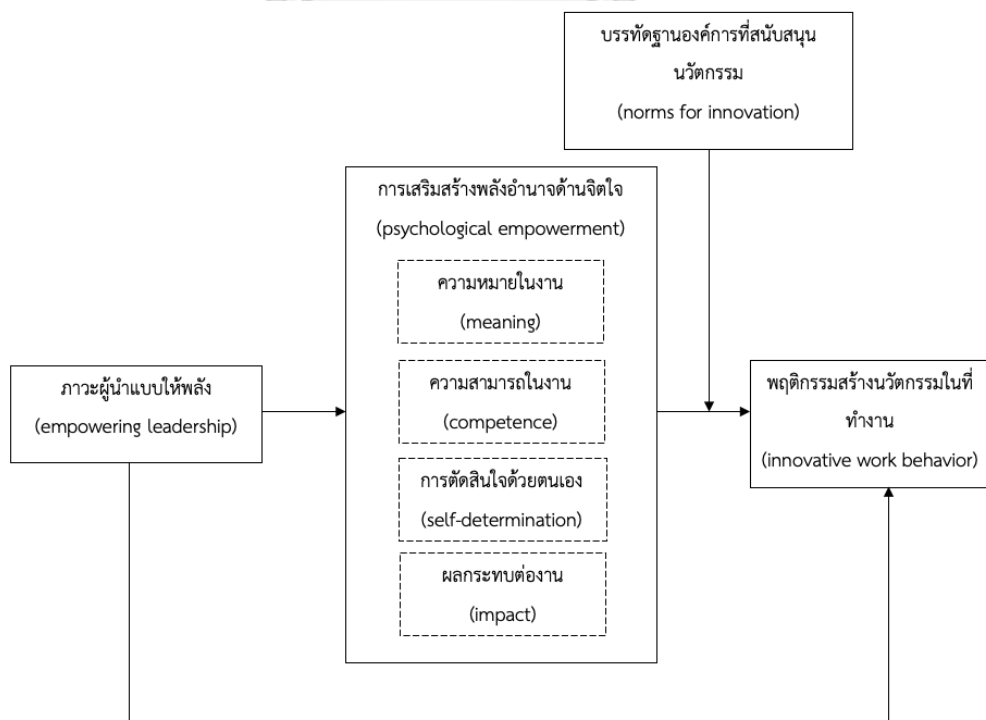 บรรทัดฐานองค์การที่สนับสนุน
นวัตกรรม
(norms for innovation)
การเสริมสร้างพลังอำนาจด้านจิตใจ
(psychological empowerment)
ความหมายในงาน
(meaning)
ภาวะผู้นำแบบให้พลัง
(empowering leadership)
ความสามารถในงาน
(competence)
พฤติกรรมสร้างนวัตกรรมในที่
ทำงาน
(innovative work behavior)
การตัดสินใจด้วยตนเอง
(self-determination)
ผลกระทบต่องาน
(impact)